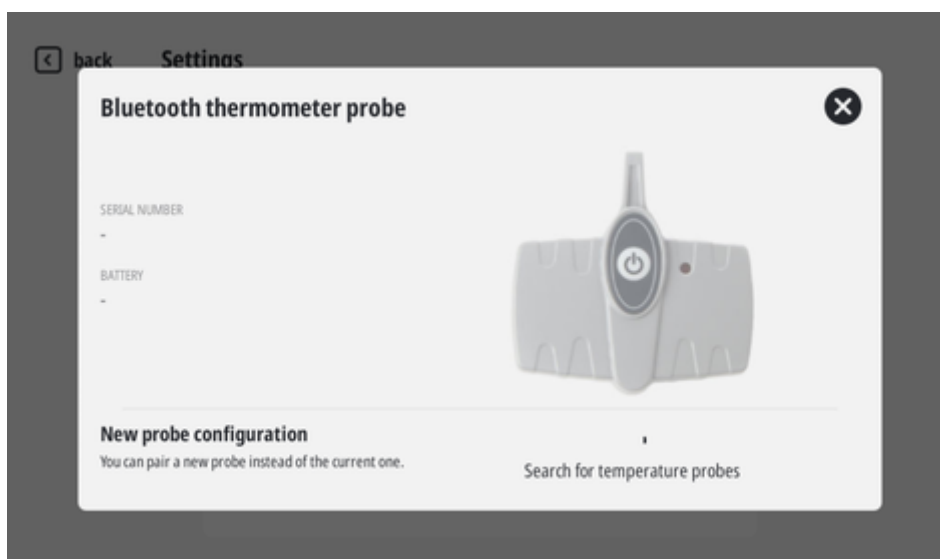 back Settings
Bluetooth thermometer probe
SERIAL NUMBER
-
BATTERY
-
New probe configuration
You can pair a new probe instead of the current one.
Search for temperature probes